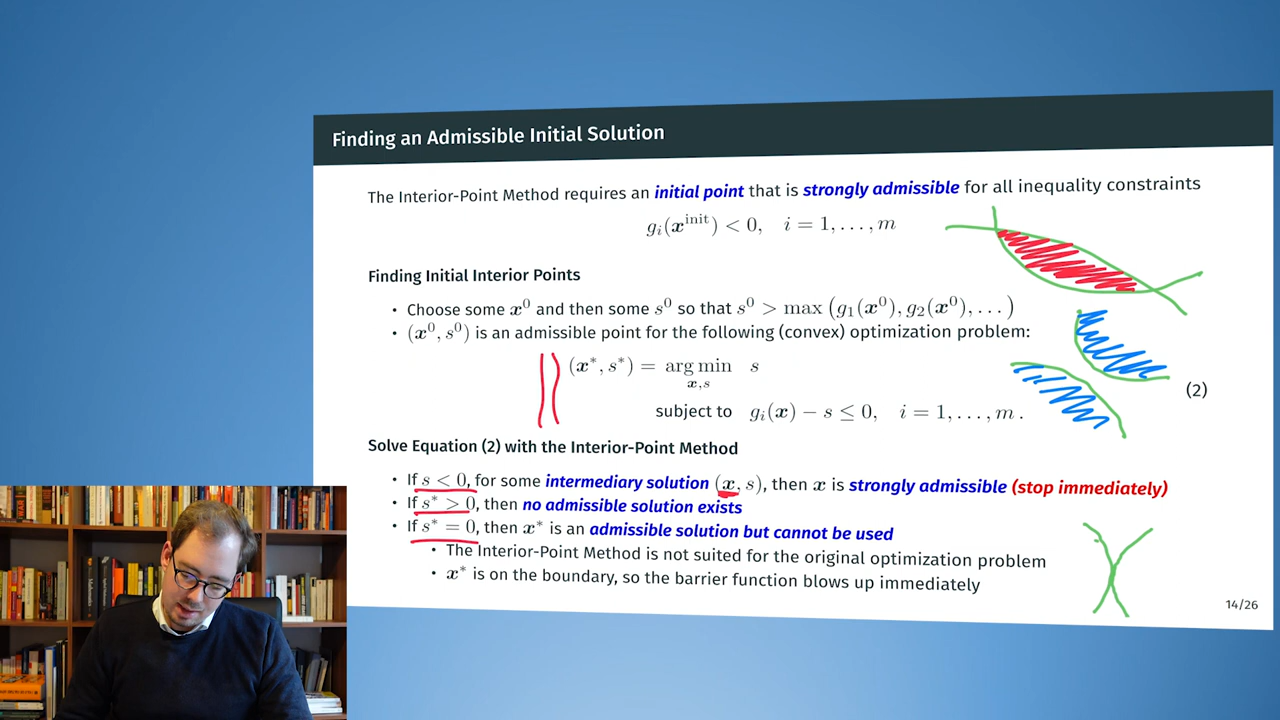 Finding an Admissible Initial Solution
The Interior-Point Method requires an initial point that is strongly admissible for all inequality constraints
gᵢ(xⁱⁿⁱᵗ) < 0, i = 1, . . . , m
Finding Initial Interior Points
• Choose some x⁰ and then some s⁰ so that s⁰ > max (g₁(x⁰), g₂(x⁰), . . . )
• (x⁰, s⁰) is an admissible point for the following (convex) optimization problem:
(x*, s*) = arg min s
x,s
(2)
subject to gᵢ(x) − s ≤ 0, i = 1, . . . , m .
Solve Equation (2) with the Interior-Point Method
• If s < 0, for some intermediary solution (x, s), then x is strongly admissible (stop immediately)
• If s* > 0, then no admissible solution exists
• If s* = 0, then x* is an admissible solution but cannot be used
• The Interior-Point Method is not suited for the original optimization problem
• x* is on the boundary, so the barrier function blows up immediately
14/26